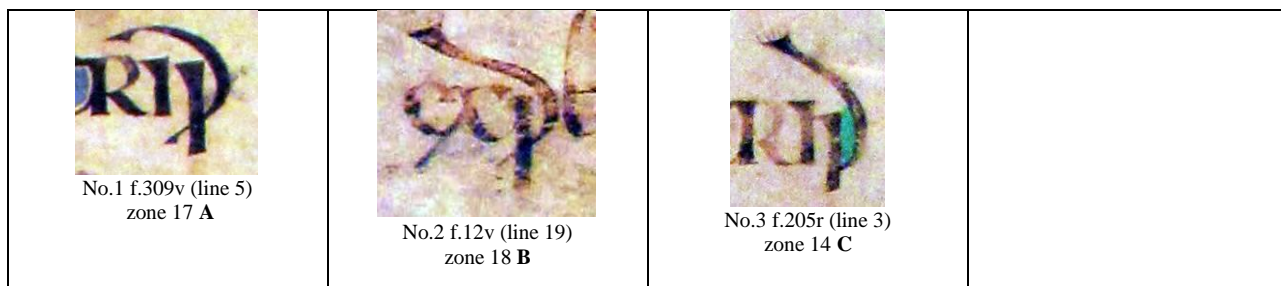 RIP
No.1 f.309v (line 5)
zone 17 A
No.2 f.12v (line 19)
zone 18 B
No.3 f.205r (line 3)
zone 14 C